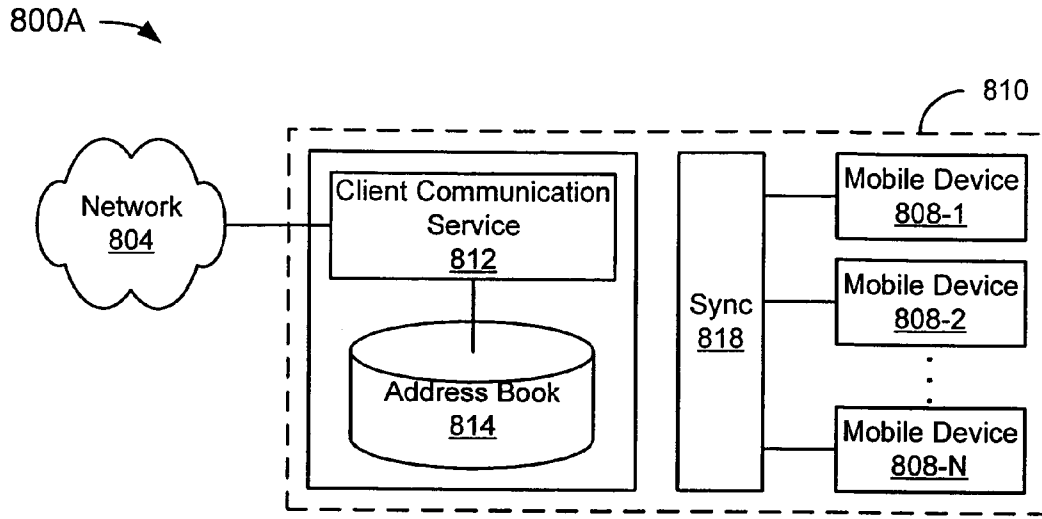 800A
810
Network
804
Client Communication
Service
812
Address Book
814
Sync
818
Mobile Device
808-1
Mobile Device
808-2
Mobile Device
808-N